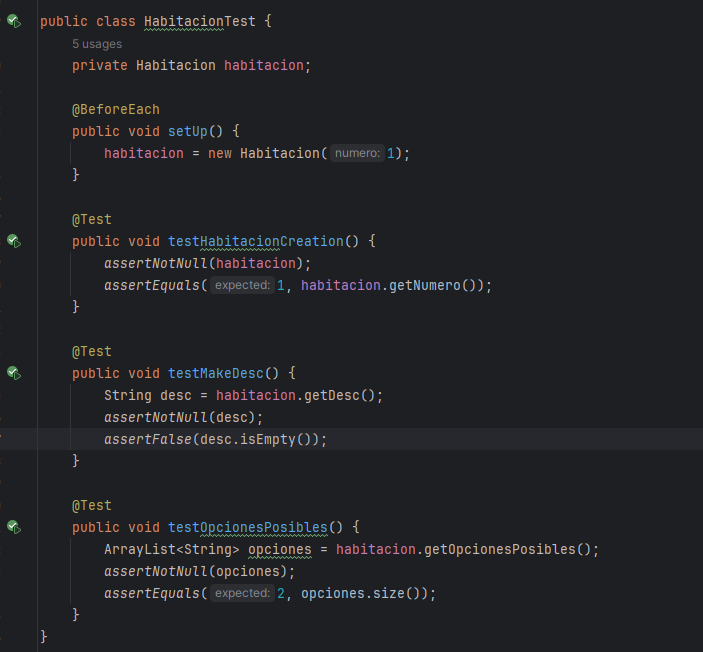 public class HabitacionTest {
5 usages
private Habitacion habitacion;
@BeforeEach
public void setUp() {
habitacion = new Habitacion( numero: 1);
}
@Test
public void testHabitacionCreation() {
assertNotNull(habitacion);
assertEquals( expected: 1, habitacion.getNumero());
}
@Test
public void testMakeDesc() {
String desc = habitacion.getDesc();
assertNotNull(desc);
assertFalse(desc.isEmpty());
}
@Test
public void testOpcionesPosibles() {
ArrayList<String> opciones = habitacion.getOpcionesPosibles();
assertNotNull(opciones);
assertEquals( expected: 2, opciones.size());
}
}